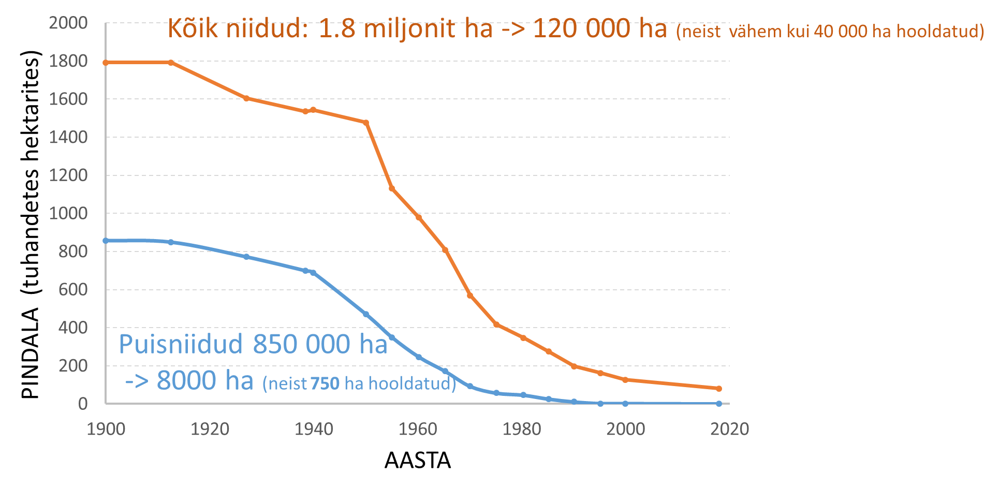 Kõik niidud: 1.8 miljonit ha -> 120 000 ha (neist vähem kui 40 000 ha hooldatud)
PINDALA (tuhandetes hektarites)
2000
1800
1600
1400
1200
1000
800
600
400
200
0
Puisniidud 850 000 ha
-> 8000 ha (neist 750 ha hooldatud)
1900 1920 1940 1960 1980 2000 2020
AASTA